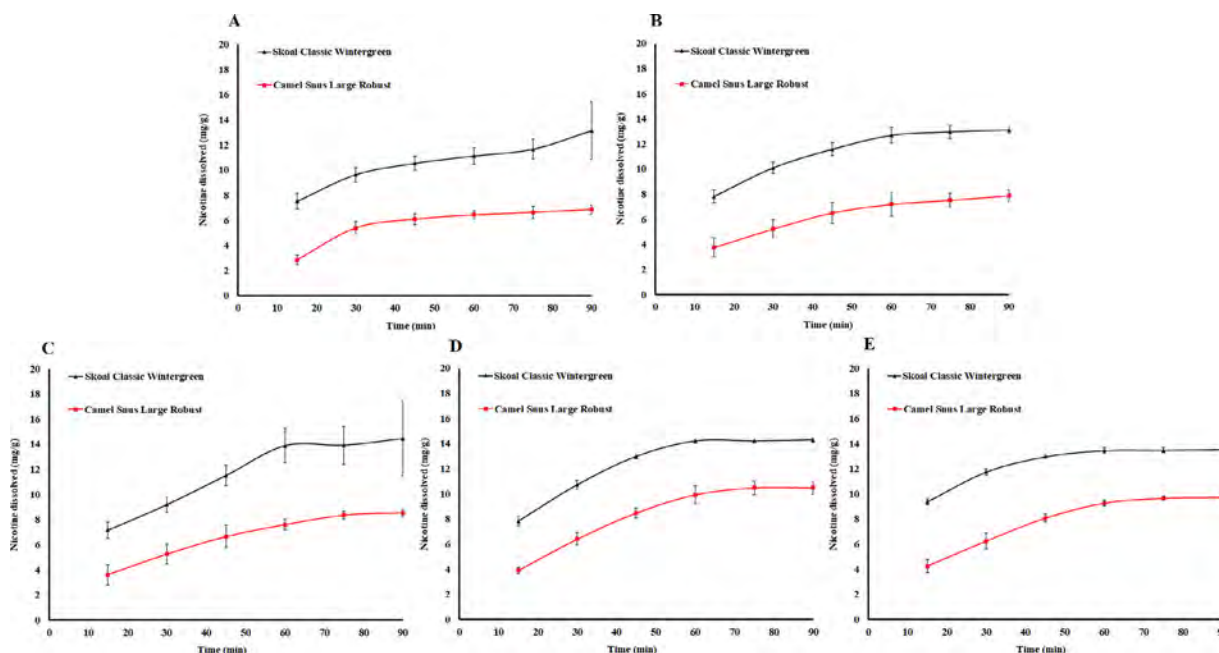 A
Nicotine dissolved (mg/g)
20
18
16
14
12
10
8
6
4
2
0
Skoal Classic Wintergreen
Camel Snus Large Robust
0 10 20 30 40 50 60 70 80 90
Time (min)
B
Nicotine dissolved (mg/g)
20
18
16
14
12
10
8
6
4
2
0
Skoal Classic Wintergreen
Camel Snus Large Robust
0 10 20 30 40 50 60 70 80 90
Time (min)
C
Nicotine dissolved (mg/g)
20
18
16
14
12
10
8
6
4
2
0
Skoal Classic Wintergreen
Camel Snus Large Robust
0 10 20 30 40 50 60 70 80 90
Time (min)
D
Nicotine dissolved (mg/g)
20
18
16
14
12
10
8
6
4
2
0
Skoal Classic Wintergreen
Camel Snus Large Robust
0 10 20 30 40 50 60 70 80 90
Time (min)
E
Nicotine dissolved (mg/g)
20
18
16
14
12
10
8
6
4
2
0
Skoal Classic Wintergreen
Camel Snus Large Robust
0 10 20 30 40 50 60 70 80
Time (min)